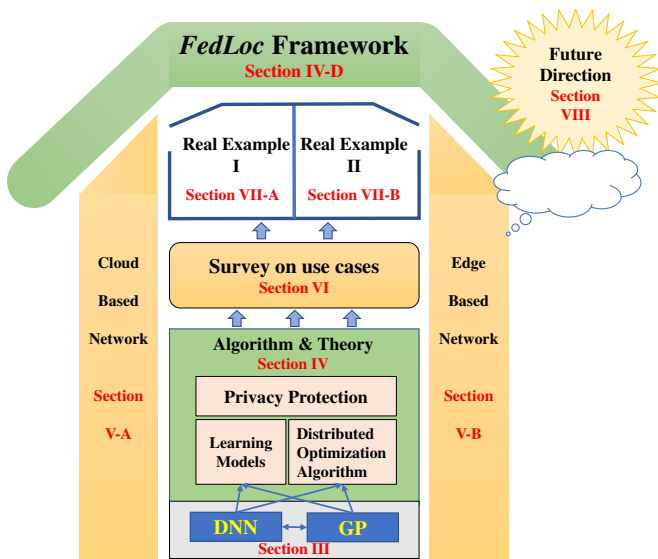 FedLoc Framework
Section IV-D
Future
Direction
Section
VIII
Real Example
I
Section VII-A
Real Example
II
Section VII-B
Cloud
Based
Network
Section
V-A
Survey on use cases
Section VI
Edge
Based
Network
Section
V-B
Algorithm & Theory
Section IV
Privacy Protection
Learning
Models
Distributed
Optimization
Algorithm
DNN
GP
Section III